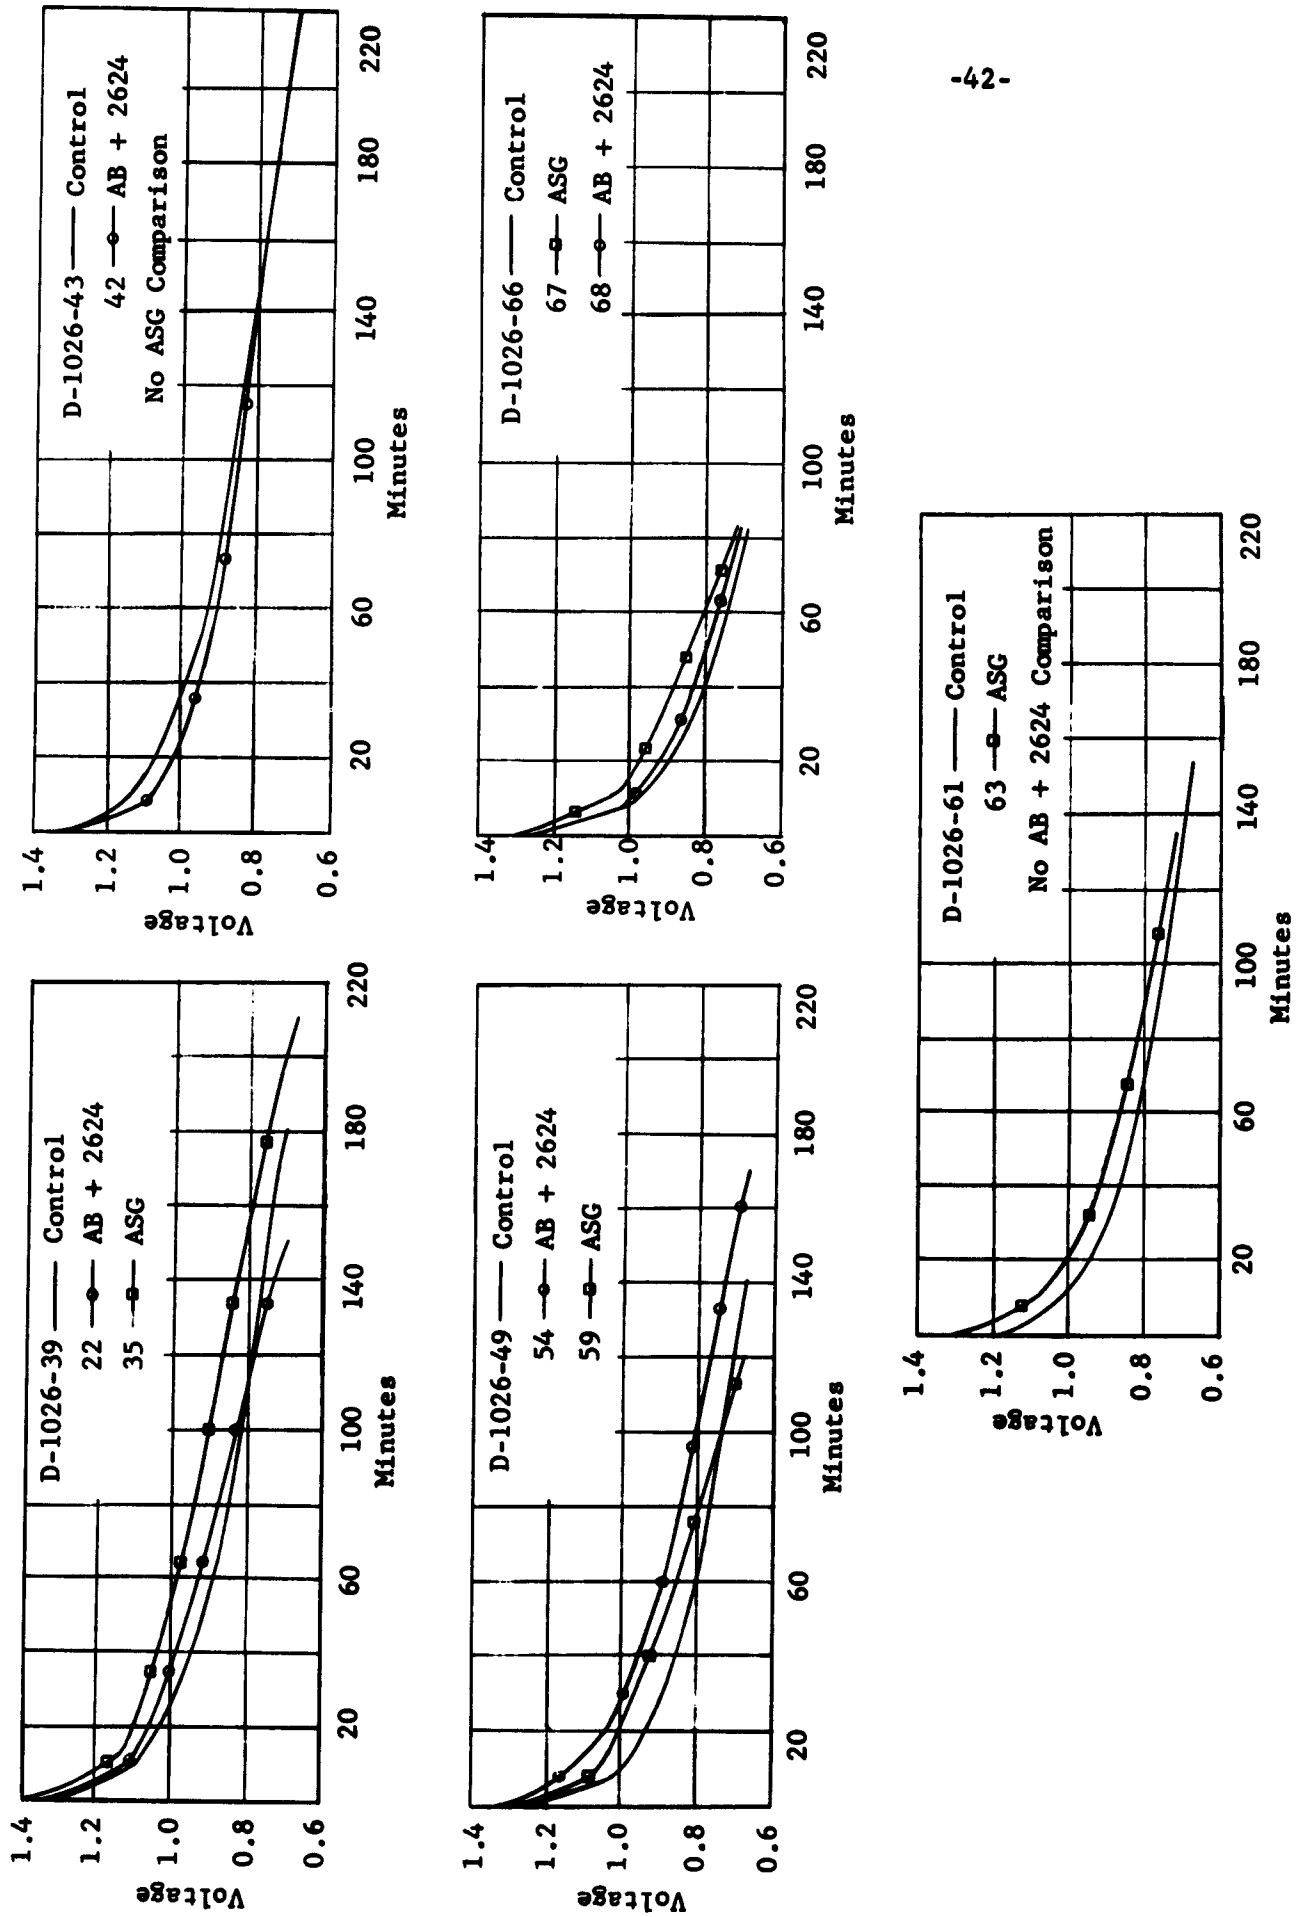 D-1026-39 Control
22 AB + 2624
35 ASG
Voltage
1.4
1.2
1.0
0.8
0.6
20 60 100 140 180 220
Minutes
D-1026-43 Control
42 AB + 2624
No ASG Comparison
Voltage
1.4
1.2
1.0
0.8
0.6
20 60 100 140 180 220
Minutes
D-1026-49 Control
54 AB + 2624
59 ASG
Voltage
1.4
1.2
1.0
0.8
0.6
20 60 100 140 180 220
Minutes
D-1026-66 Control
67 ASG
68 AB + 2624
Voltage
1.4
1.2
1.0
0.8
0.6
20 60 100 140 180 220
Minutes
D-1026-61 Control
63 ASG
No AB + 2624 Comparison
Voltage
1.4
1.2
1.0
0.8
0.6
20 60 100 140 180 220
Minutes
-42-